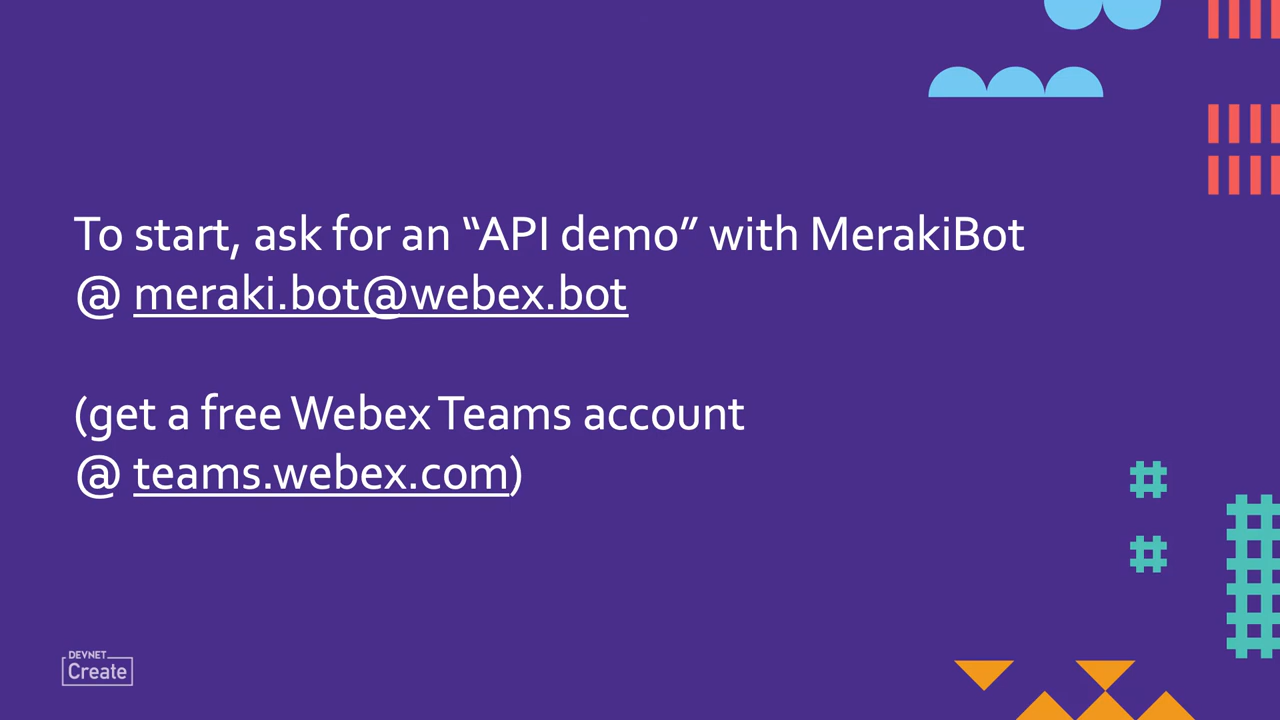 To start, ask for an “API demo” with MerakiBot
@ meraki.bot@webex.bot
(get a free Webex Teams account
@ teams.webex.com)
DEVNET
Create